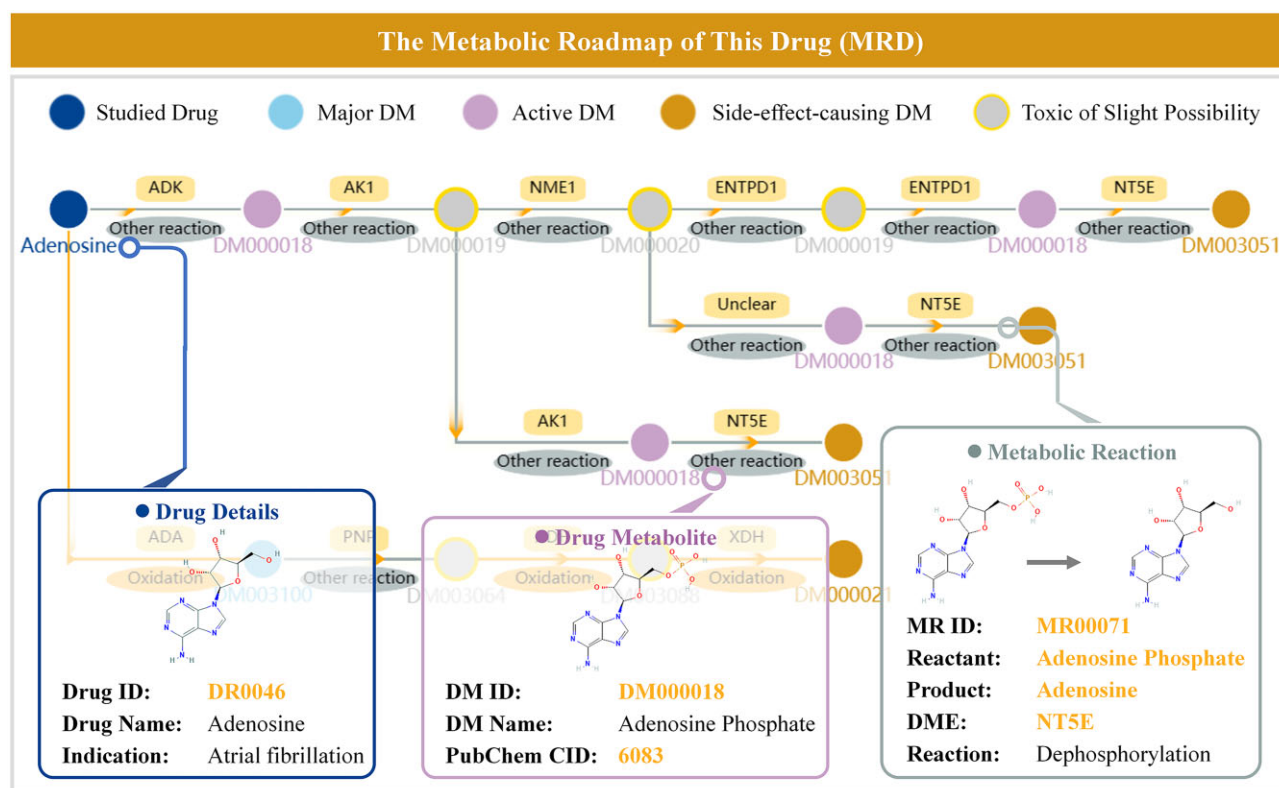 The Metabolic Roadmap of This Drug (MRD)
Studied Drug Major DM Active DM Side-effect-causing DM Toxic of Slight Possibility
ADK AK1 NME1 ENTPD1 ENTPD1 NT5E
Other reaction Other reaction Other reaction Other reaction Other reaction Other reaction
Adenosine DM000018 DM000019 DM000020 DM000019 DM000018 DM003051
Unclear NT5E
Other reaction Other reaction
DM000018 DM003051
AK1 NT5E
Other reaction Other reaction
DM000018 DM003051
ADA PNP XDH
Oxidation Other reaction Oxidation Oxidation
DM003100 DM003064 DM003088 DM000021
Drug Details
Drug ID: DR0046
Drug Name: Adenosine
Indication: Atrial fibrillation
Drug Metabolite
DM ID: DM000018
DM Name: Adenosine Phosphate
PubChem CID: 6083
Metabolic Reaction
MR ID: MR00071
Reactant: Adenosine Phosphate
Product: Adenosine
DME: NT5E
Reaction: Dephosphorylation